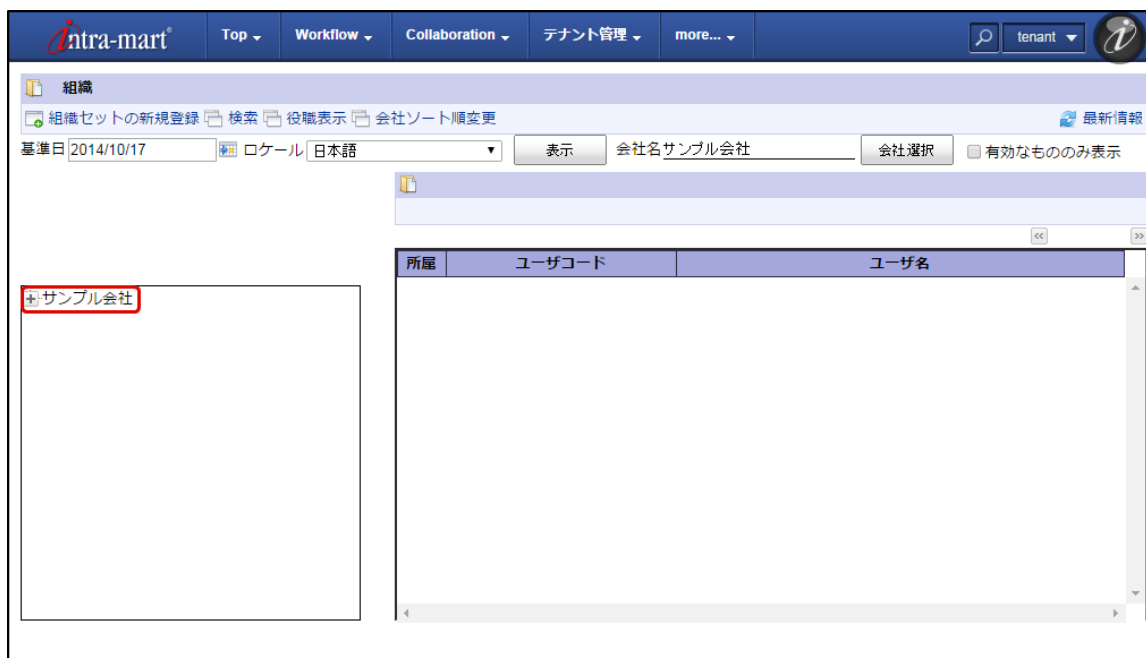 intra-mart® Top Workflow Collaboration テナント管理 more... tenant
組織
組織セットの新規登録 検索 役職表示 会社ソート順変更 最新情報
基準日 2014/10/17 ロケール 日本語 表示 会社名 サンプル会社 会社選択 有効なもののみ表示
<< >>
所属 ユーザコード ユーザ名
サンプル会社